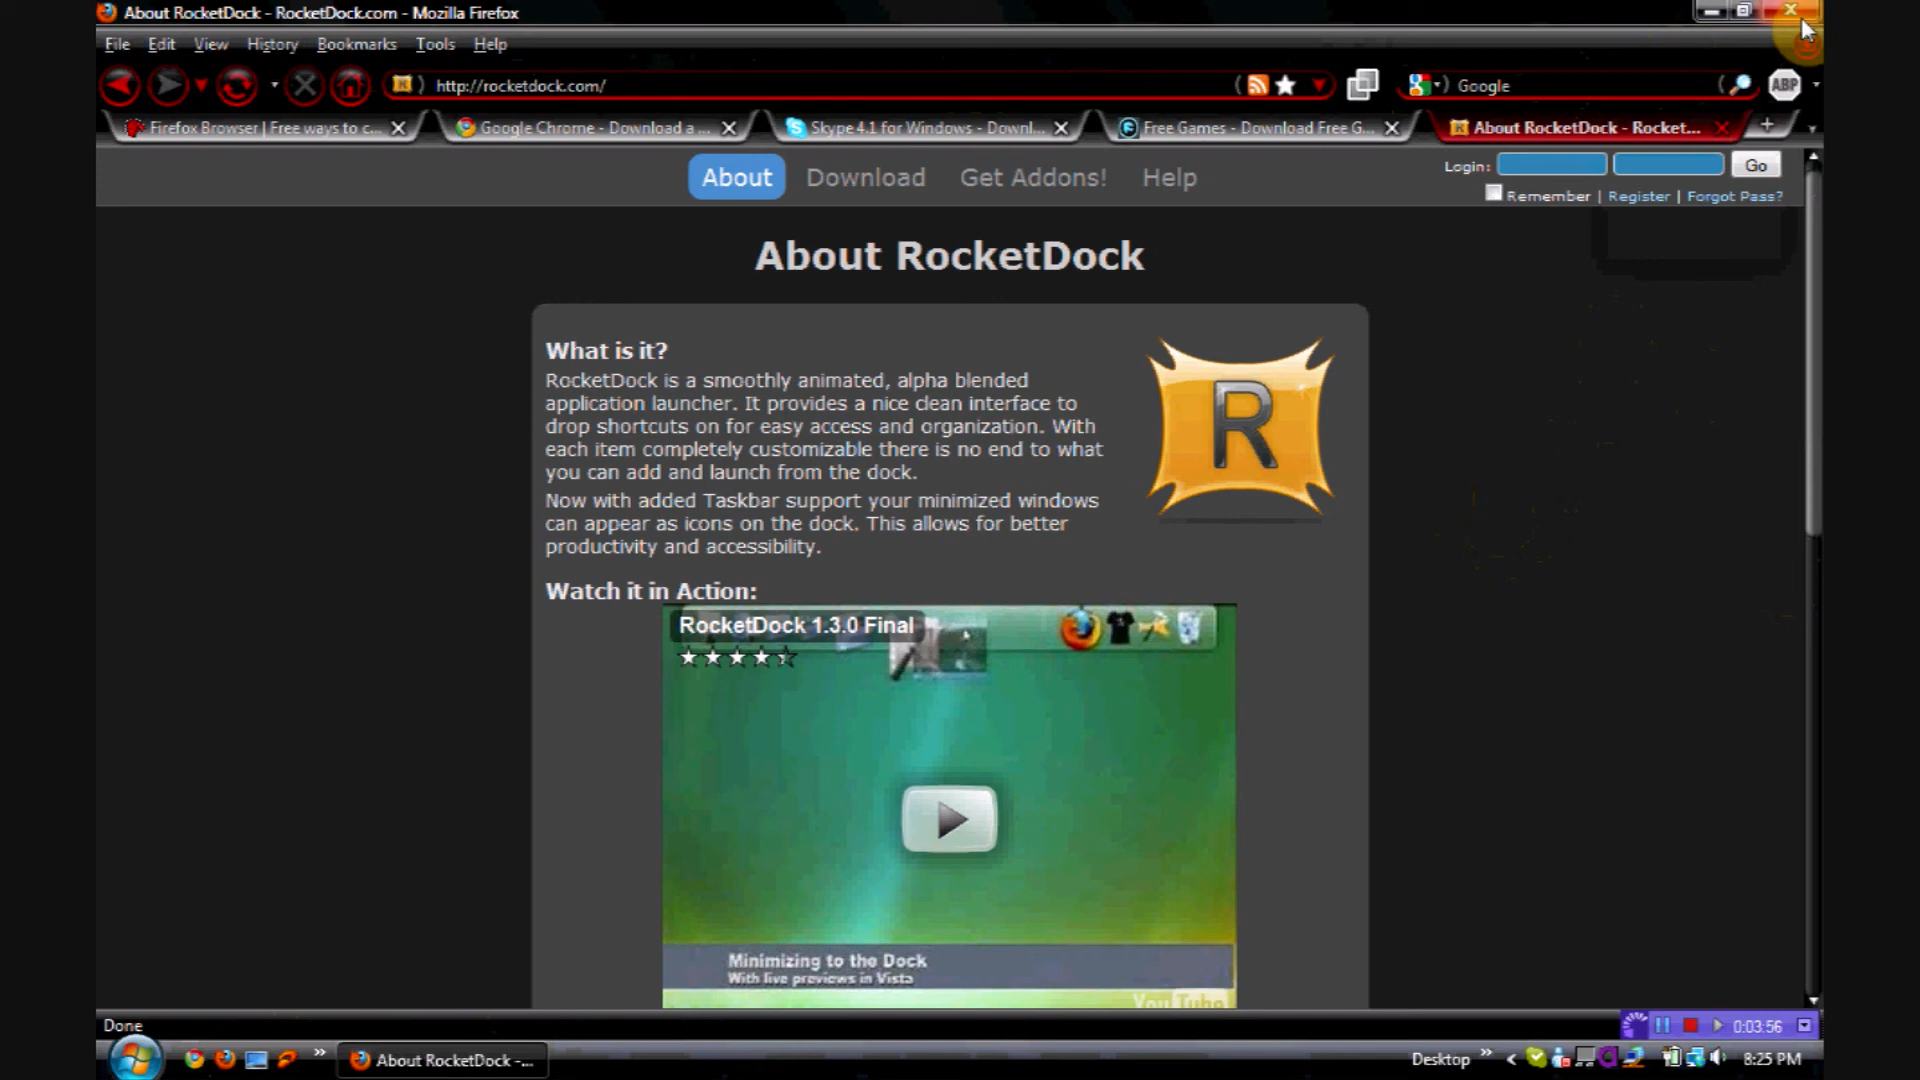 About RocketDock - RocketDock.com - Mozilla Firefox
File Edit View History Bookmarks Tools Help
http://rocketdock.com/
Google
ABP
Firefox Browser | Free ways to c...
Google Chrome - Download a ...
Skype 4.1 for Windows - Downl...
Free Games - Download Free G...
About RocketDock - Rocket...
About Download Get Addons! Help
Login: Go
Remember | Register | Forgot Pass?
About RocketDock
What is it?
RocketDock is a smoothly animated, alpha blended
application launcher. It provides a nice clean interface to
drop shortcuts on for easy access and organization. With
each item completely customizable there is no end to what
you can add and launch from the dock.
Now with added Taskbar support your minimized windows
can appear as icons on the dock. This allows for better
productivity and accessibility.
R
Watch it in Action:
RocketDock 1.3.0 Final
Minimizing to the Dock
With live previews in Vista
YouTube
Done
0:03:56
About RocketDock -...
Desktop
8:25 PM